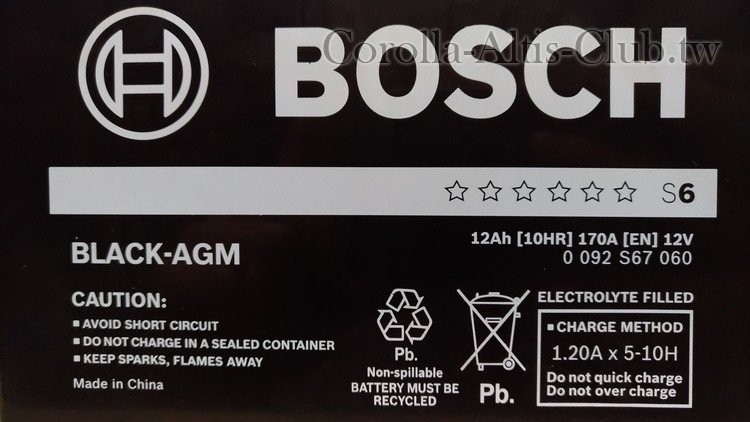 Corolla-Altis-Club.tw
BOSCH
S6
BLACK-AGM
12Ah [10HR] 170A [EN] 12V
0 092 S67 060
CAUTION:
■ AVOID SHORT CIRCUIT
■ DO NOT CHARGE IN A SEALED CONTAINER
■ KEEP SPARKS, FLAMES AWAY
Made in China
Pb.
Non-spillable
BATTERY MUST BE
RECYCLED
Pb.
ELECTROLYTE FILLED
■ CHARGE METHOD
1.20A x 5-10H
Do not quick charge
Do not over charge